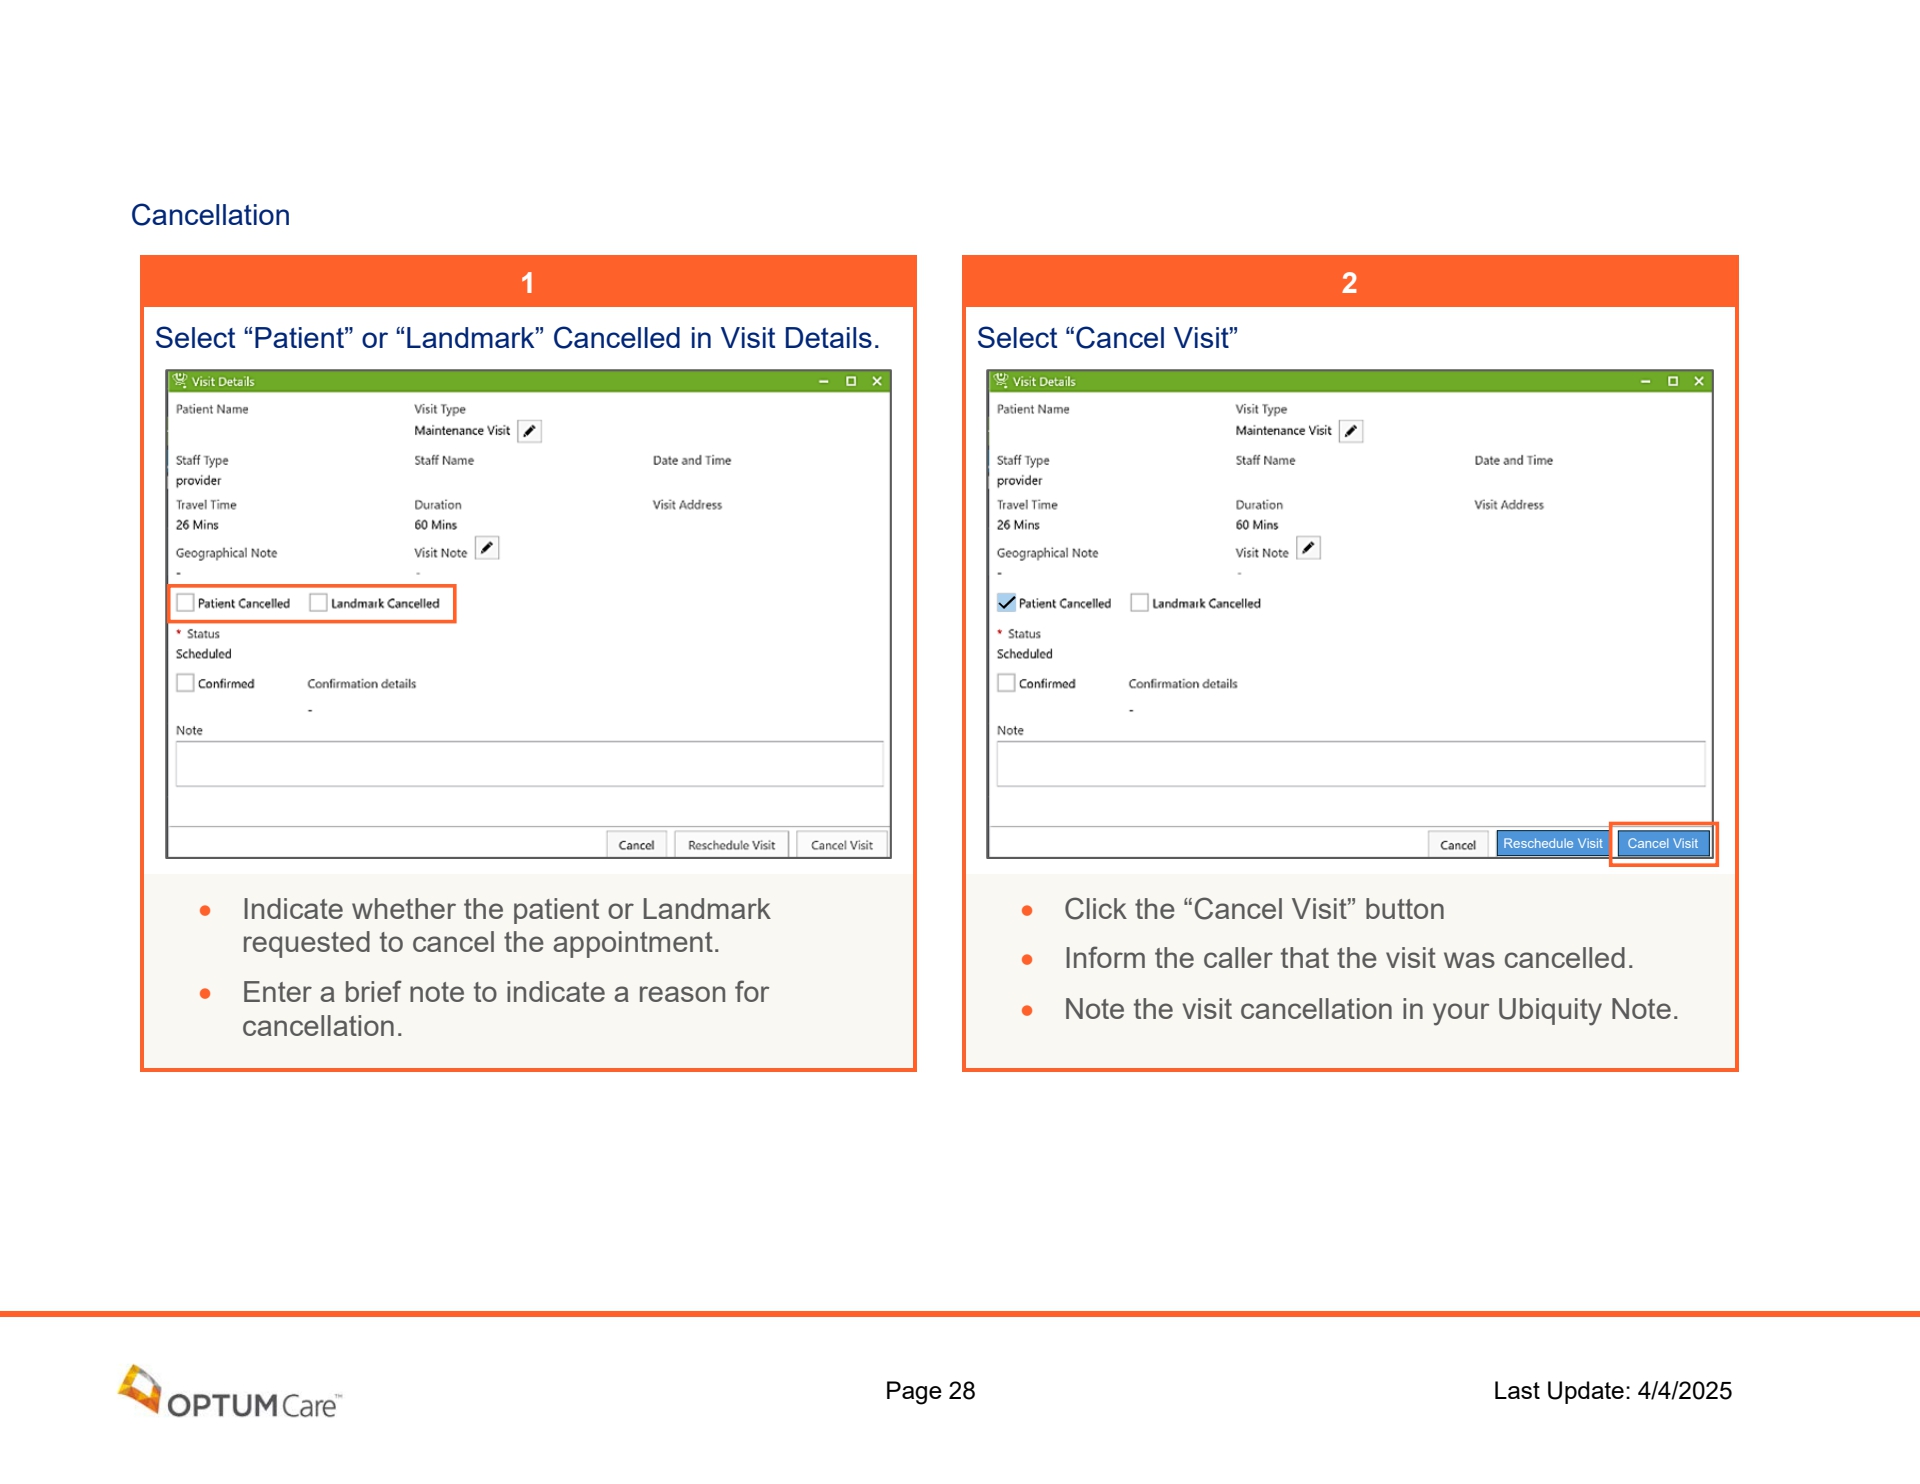 Cancellation
1
Select “Patient” or “Landmark” Cancelled in Visit Details.
Visit Details
Patient Name Visit Type
Maintenance Visit
Staff Type Staff Name Date and Time
provider
Travel Time Duration Visit Address
26 Mins 60 Mins
Geographical Note Visit Note
- -
Patient Cancelled Landmark Cancelled
* Status
Scheduled
Confirmed Confirmation details
-
Note
Cancel Reschedule Visit Cancel Visit
• Indicate whether the patient or Landmark
requested to cancel the appointment.
• Enter a brief note to indicate a reason for
cancellation.
2
Select “Cancel Visit”
Visit Details
Patient Name Visit Type
Maintenance Visit
Staff Type Staff Name Date and Time
provider
Travel Time Duration Visit Address
26 Mins 60 Mins
Geographical Note Visit Note
- -
Patient Cancelled Landmark Cancelled
* Status
Scheduled
Confirmed Confirmation details
-
Note
Cancel Reschedule Visit Cancel Visit
• Click the “Cancel Visit” button
• Inform the caller that the visit was cancelled.
• Note the visit cancellation in your Ubiquity Note.
OPTUMCare™
Page 28
Last Update: 4/4/2025